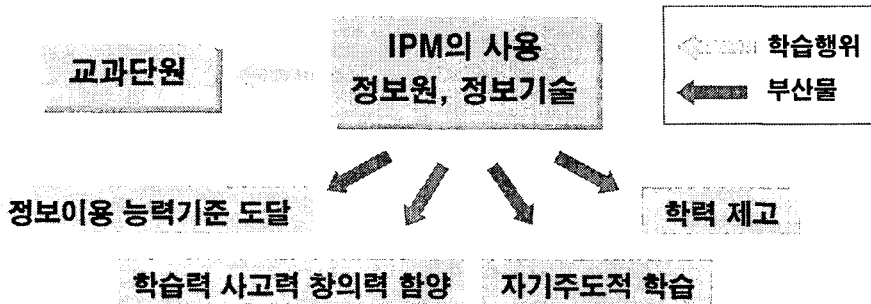 교과단원
IPM의 사용
정보원, 정보기술
학습행위
부산물
정보이용 능력기준 도달
학력 제고
학습력 사고력 창의력 함양
자기주도적 학습